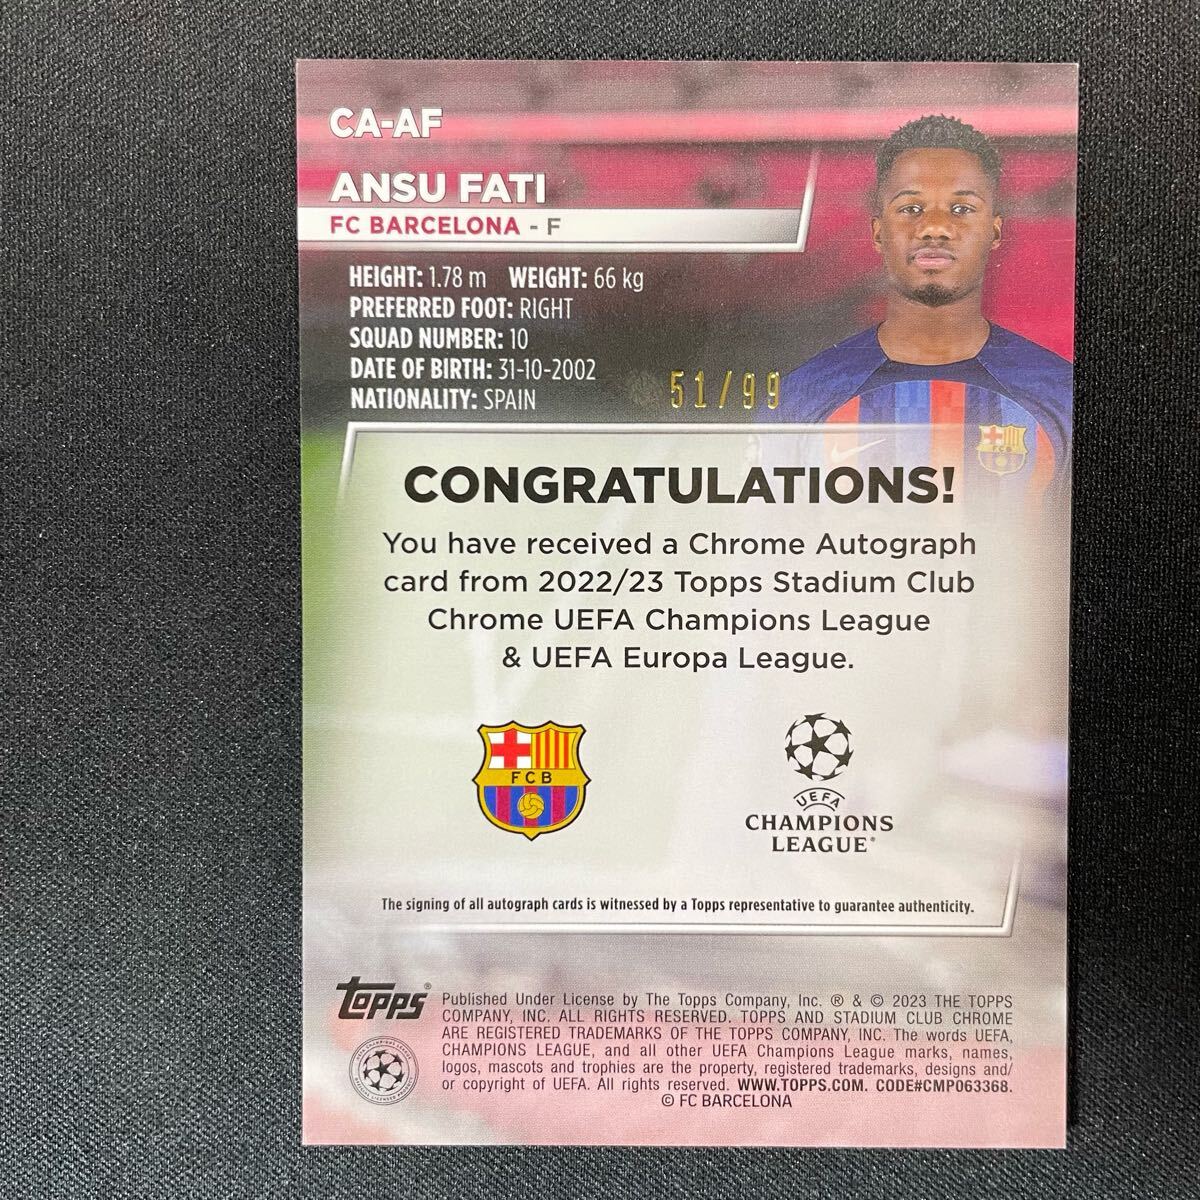 CA-AF
ANSU FATI
FC BARCELONA - F
HEIGHT: 1.78 m WEIGHT: 66 kg
PREFERRED FOOT: RIGHT
SQUAD NUMBER: 10
DATE OF BIRTH: 31-10-2002
NATIONALITY: SPAIN
51/99
FCB
CONGRATULATIONS!
You have received a Chrome Autograph
card from 2022/23 Topps Stadium Club
Chrome UEFA Champions League
& UEFA Europa League.
FCB
UEFA
CHAMPIONS
LEAGUE®
The signing of all autograph cards is witnessed by a Topps representative to guarantee authenticity.
topps®
Published Under License by The Topps Company, Inc. ® & © 2023 THE TOPPS
COMPANY, INC. ALL RIGHTS RESERVED. TOPPS AND STADIUM CLUB CHROME
ARE REGISTERED TRADEMARKS OF THE TOPPS COMPANY, INC. The words UEFA,
CHAMPIONS LEAGUE, and all other UEFA Champions League marks, names,
logos, mascots and trophies are the property, registered trademarks, designs and/
or copyright of UEFA. All rights reserved. WWW.TOPPS.COM. CODE#CMP063368.
© FC BARCELONA